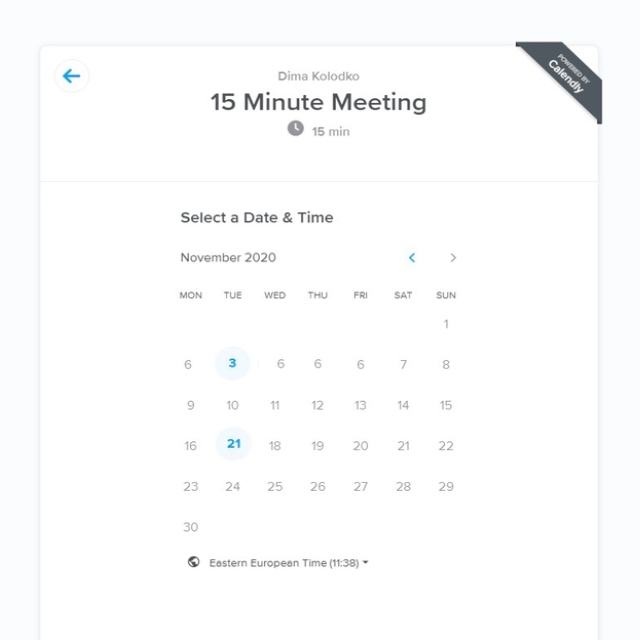 POWERED BY
Calendly
Dima Kolodko
15 Minute Meeting
15 min
Select a Date & Time
November 2020
MON TUE WED THU FRI SAT SUN
1
6 3 6 6 6 7 8
9 10 11 12 13 14 15
16 21 18 19 20 21 22
23 24 25 26 27 28 29
30
Eastern European Time (11:38)